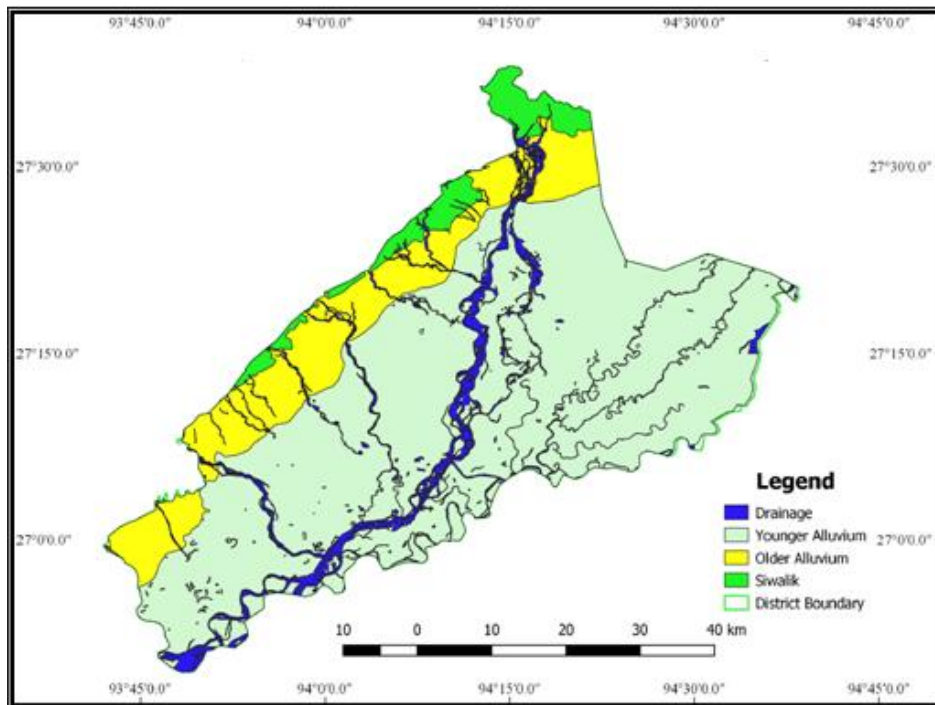 93°45'0.0" 94°0'0.0" 94°15'0.0" 94°30'0.0" 94°45'0.0"
27°30'0.0" 27°30'0.0"
27°15'0.0" 27°15'0.0"
Legend
Drainage
Younger Alluvium
27°0'0.0" 27°0'0.0"
Older Alluvium
Siwalik
District Boundary
10 0 10 20 30 40 km
93°45'0.0" 94°0'0.0" 94°15'0.0" 94°30'0.0" 94°45'0.0"